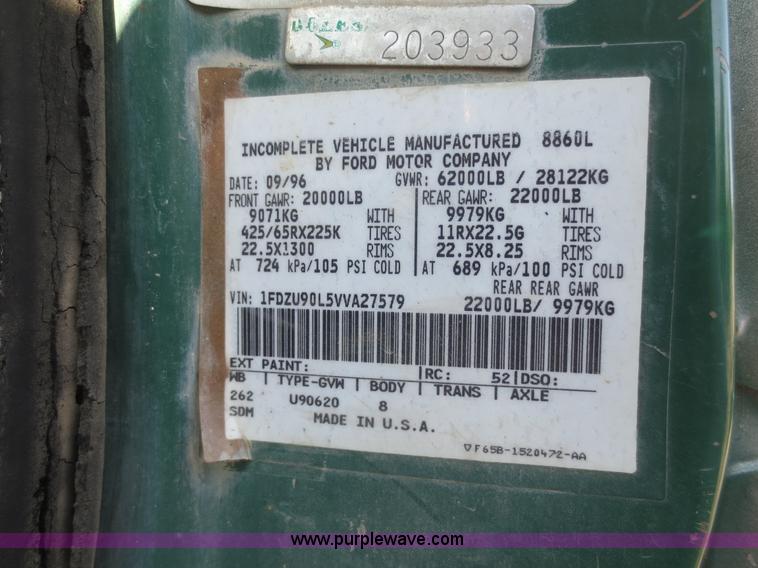 203933
INCOMPLETE VEHICLE MANUFACTURED 8860L
BY FORD MOTOR COMPANY
DATE: 09/96 GVWR: 62000LB / 28122KG
FRONT GAWR: 20000LB REAR GAWR: 22000LB
9071KG WITH 9979KG WITH
425/65RX225K TIRES 11RX22.5G TIRES
22.5X1300 RIMS 22.5X8.25 RIMS
AT 724 kPa/105 PSI COLD AT 689 kPa/100 PSI COLD
REAR REAR GAWR
VIN: 1FDZU90L5VVA27579 22000LB/ 9979KG
EXT PAINT: RC: 52 DSO:
WB TYPE-GVW BODY TRANS AXLE
262 U90620 8
SDM MADE IN U.S.A.
F65B-1520472-AA
www.purplewave.com